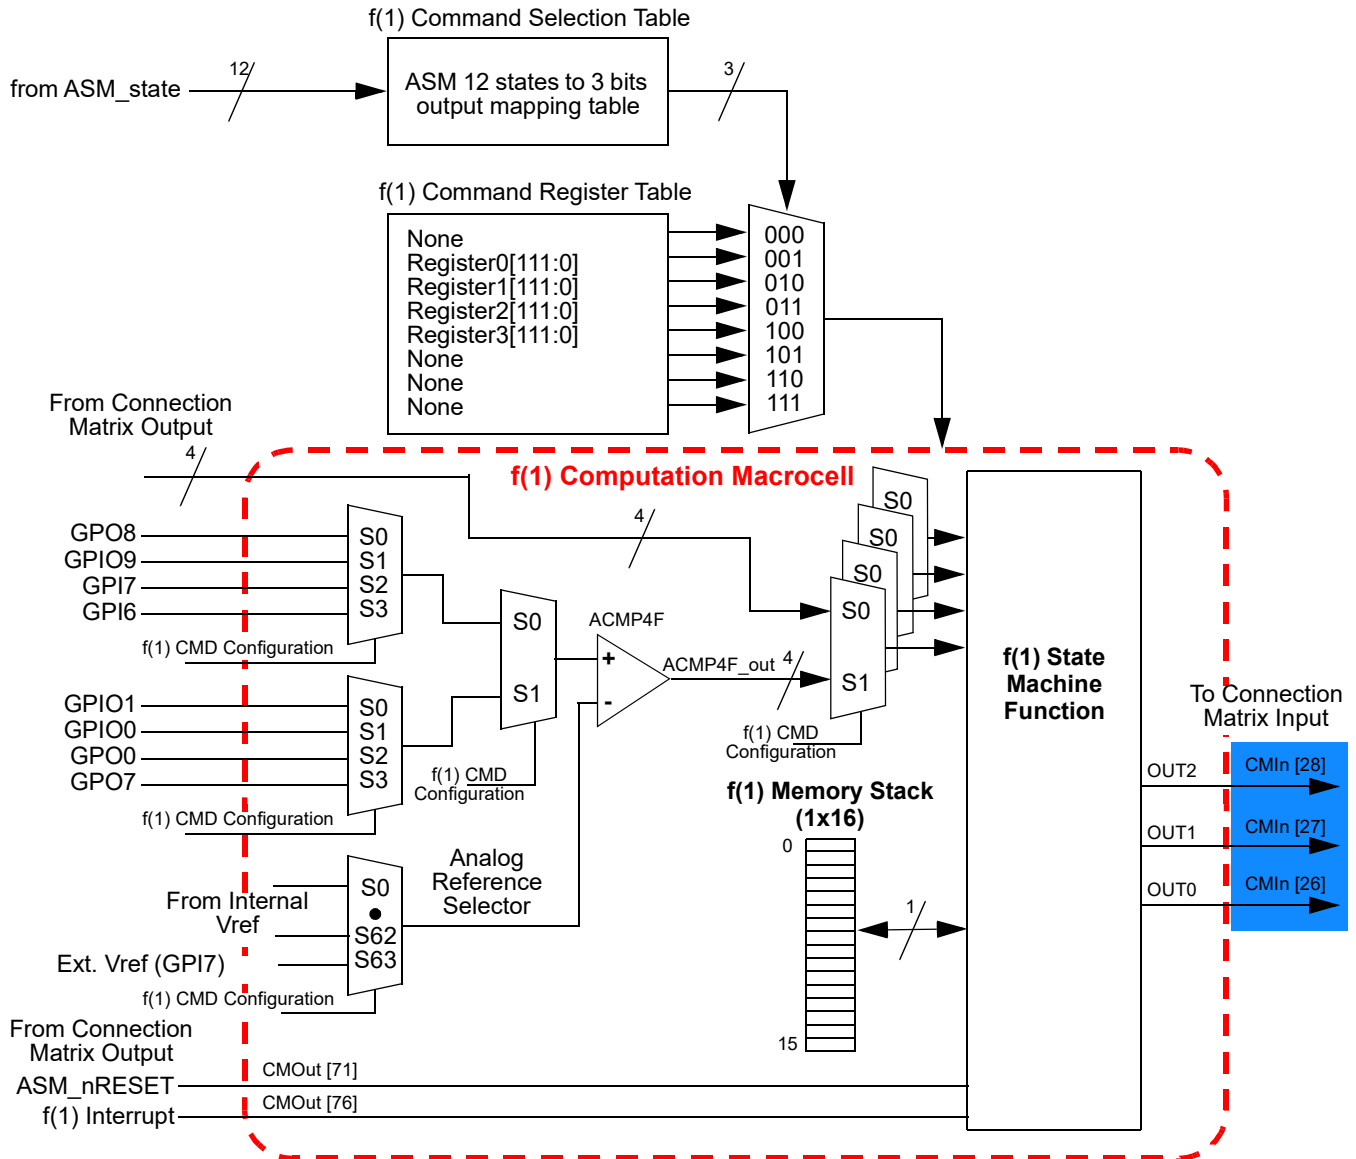 f(1) Command Selection Table
from ASM_state
12
ASM 12 states to 3 bits
output mapping table
3
f(1) Command Register Table
None
Register0[111:0]
Register1[111:0]
Register2[111:0]
Register3[111:0]
None
None
None
000
001
010
011
100
101
110
111
From Connection
Matrix Output
4
f(1) Computation Macrocell
GPO8
GPIO9
GPI7
GPI6
S0
S1
S2
S3
f(1) CMD Configuration
GPIO1
GPIO0
GPO0
GPO7
S0
S1
S2
S3
f(1) CMD Configuration
S0
S1
f(1) CMD
Configuration
4
ACMP4F
+
-
ACMP4F_out
4
S0
S0
S0
S0
S1
f(1) CMD
Configuration
f(1) State
Machine
Function
From Internal
Vref
Ext. Vref (GPI7)
S0
S62
S63
f(1) CMD Configuration
Analog
Reference
Selector
f(1) Memory Stack
(1x16)
0
15
1
To Connection
Matrix Input
OUT2
CMIn [28]
OUT1
CMIn [27]
OUT0
CMIn [26]
From Connection
Matrix Output
ASM_nRESET
CMOut [71]
f(1) Interrupt
CMOut [76]